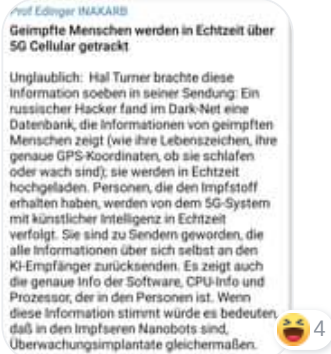 Prof Edinger INAKARB
Geimpfte Menschen werden in Echtzeit über
5G Cellular getrackt
Unglaublich: Hal Turner brachte diese
Information soeben in seiner Sendung: Ein
russischer Hacker fand im Dark-Net eine
Datenbank, die Informationen von geimpften
Menschen zeigt (wie ihre Lebenszeichen, ihre
genaue GPS-Koordinaten, ob sie schlafen
oder wach sind); sie werden in Echtzeit
hochgeladen. Personen, die den Impfstoff
erhalten haben, werden von dem 5G-System
mit künstlicher Intelligenz in Echtzeit
verfolgt. Sie sind zu Sendern geworden, die
alle Informationen über sich selbst an den
KI-Empfänger zurücksenden. Es zeigt auch
die genaue Info der Software, CPU-Info und
Prozessor, der in den Personen ist. Wenn
diese Information stimmt würde es bedeuten,
daß in den Impfseren Nanobots sind,
Überwachungsimplantate gleichermaßen.
4